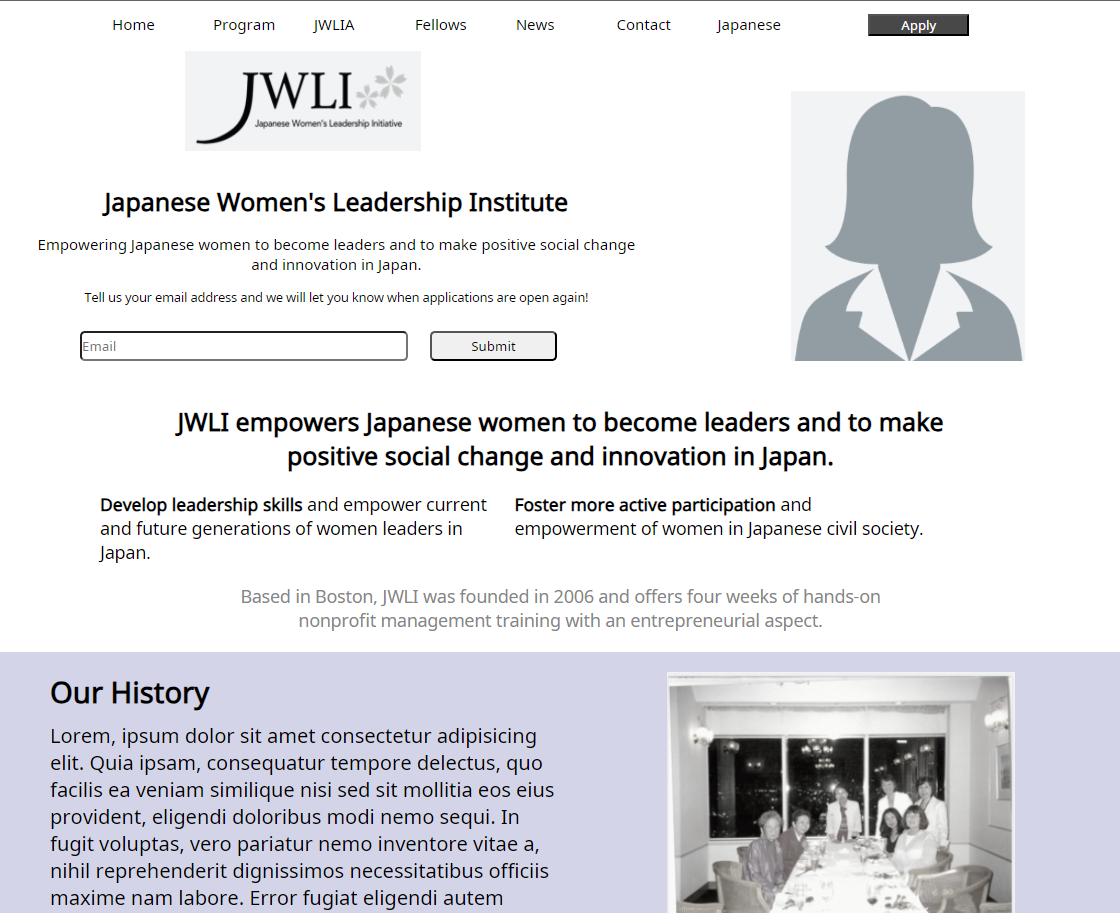 Home Program JWLIA Fellows News Contact Japanese Apply
JWLI
Japanese Women's Leadership Initiative
Japanese Women's Leadership Institute
Empowering Japanese women to become leaders and to make positive social change
and innovation in Japan.
Tell us your email address and we will let you know when applications are open again!
Email Submit
JWLI empowers Japanese women to become leaders and to make
positive social change and innovation in Japan.
Develop leadership skills and empower current
and future generations of women leaders in
Japan.
Foster more active participation and
empowerment of women in Japanese civil society.
Based in Boston, JWLI was founded in 2006 and offers four weeks of hands-on
nonprofit management training with an entrepreneurial aspect.
Our History
Lorem, ipsum dolor sit amet consectetur adipisicing
elit. Quia ipsam, consequatur tempore delectus, quo
facilis ea veniam similique nisi sed sit mollitia eos eius
provident, eligendi doloribus modi nemo sequi. In
fugit voluptas, vero pariatur nemo inventore vitae a,
nihil reprehenderit dignissimos necessitatibus officiis
maxime nam labore. Error fugiat eligendi autem